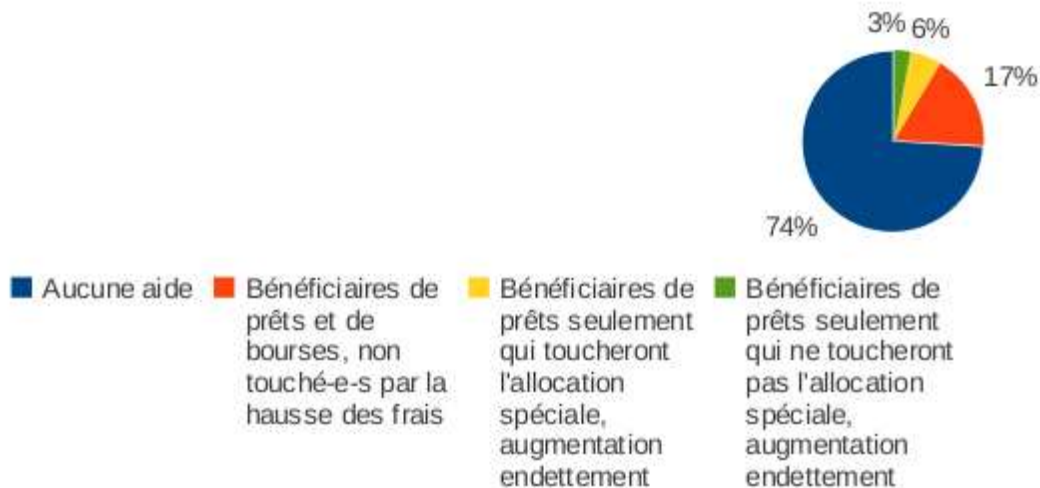 3% 6%
17%
74%
Aucune aide
Bénéficiaires de
prêts et de
bourses, non
touché-e-s par la
hausse des frais
Bénéficiaires de
prêts seulement
qui toucheront
l'allocation
spéciale,
augmentation
endettement
Bénéficiaires de
prêts seulement
qui ne toucheront
pas l'allocation
spéciale,
augmentation
endettement